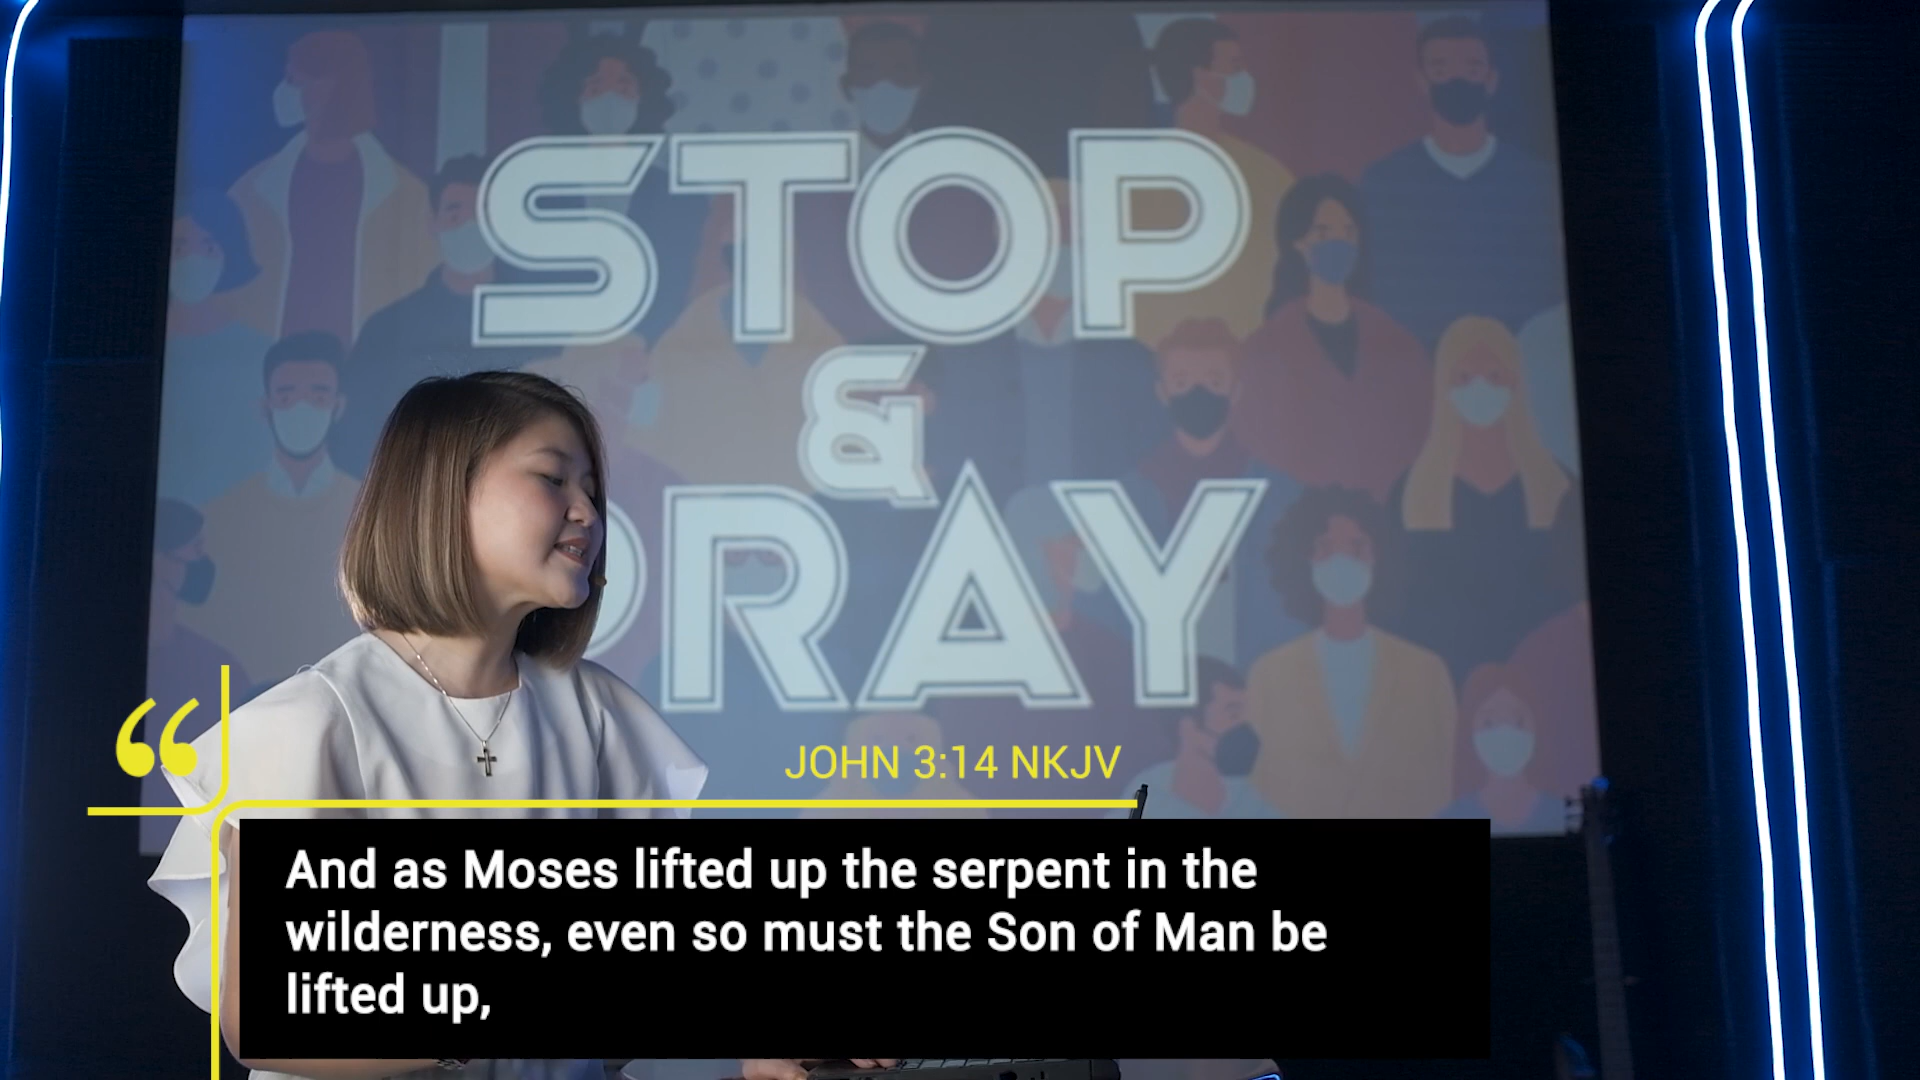 STOP
&
PRAY
JOHN 3:14 NKJV
And as Moses lifted up the serpent in the
wilderness, even so must the Son of Man be
lifted up,